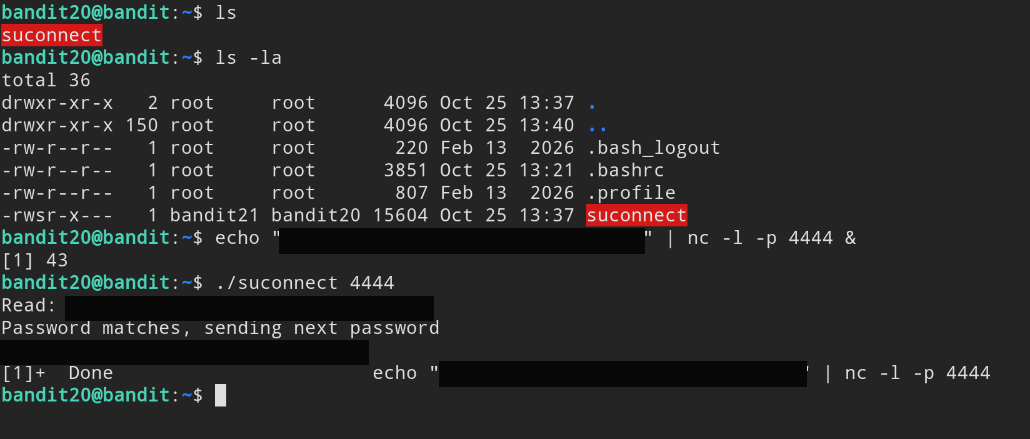 bandit20@bandit:~$ ls
suconnect
bandit20@bandit:~$ ls -la
total 36
drwxr-xr-x   2 root     root      4096 Oct 25 13:37 .
drwxr-xr-x 150 root     root      4096 Oct 25 13:40 ..
-rw-r--r--   1 root     root       220 Feb 13  2026 .bash_logout
-rw-r--r--   1 root     root      3851 Oct 25 13:21 .bashrc
-rw-r--r--   1 root     root       807 Feb 13  2026 .profile
-rwsr-x---   1 bandit21 bandit20 15604 Oct 25 13:37 suconnect
bandit20@bandit:~$ echo "" | nc -l -p 4444 &
[1] 43
bandit20@bandit:~$ ./suconnect 4444
Read:
Password matches, sending next password
[1]+  Done                       echo "" | nc -l -p 4444
bandit20@bandit:~$